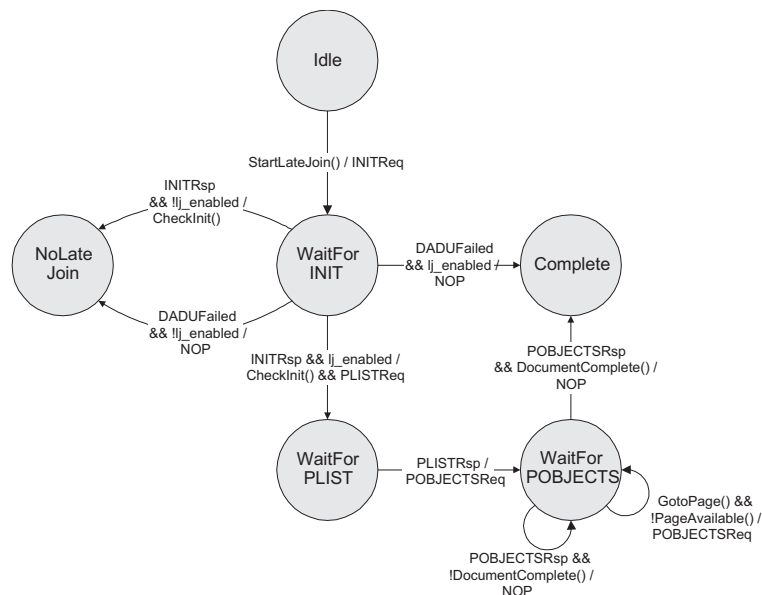 Idle
StartLateJoin() / INITReq
INITRsp
&& !lj_enabled /
CheckInit()
NoLate
Join
WaitFor
INIT
DADUFailed
&& lj_enabled /
NOP
Complete
DADUFailed
&& !lj_enabled /
NOP
INITRsp && lj_enabled /
CheckInit() && PLISTReq
POBJECTSRsp
&& DocumentComplete() /
NOP
WaitFor
PLIST
PLISTRsp /
POBJECTSReq
WaitFor
POBJECTS
GotoPage() &&
!PageAvailable() /
POBJECTSReq
POBJECTSRsp &&
!DocumentComplete() /
NOP